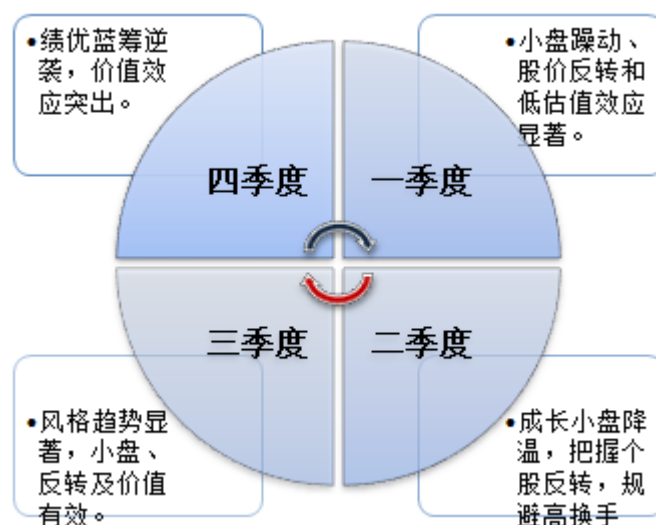 •绩优蓝筹逆
袭，价值效
应突出。
•小盘躁动、
股价反转和
低估值效应
显著。
四季度
一季度
三季度
二季度
•风格趋势显
著，小盘、
反转及价值
有效。
•成长小盘降
温，把握个
股反转，规
避高换手